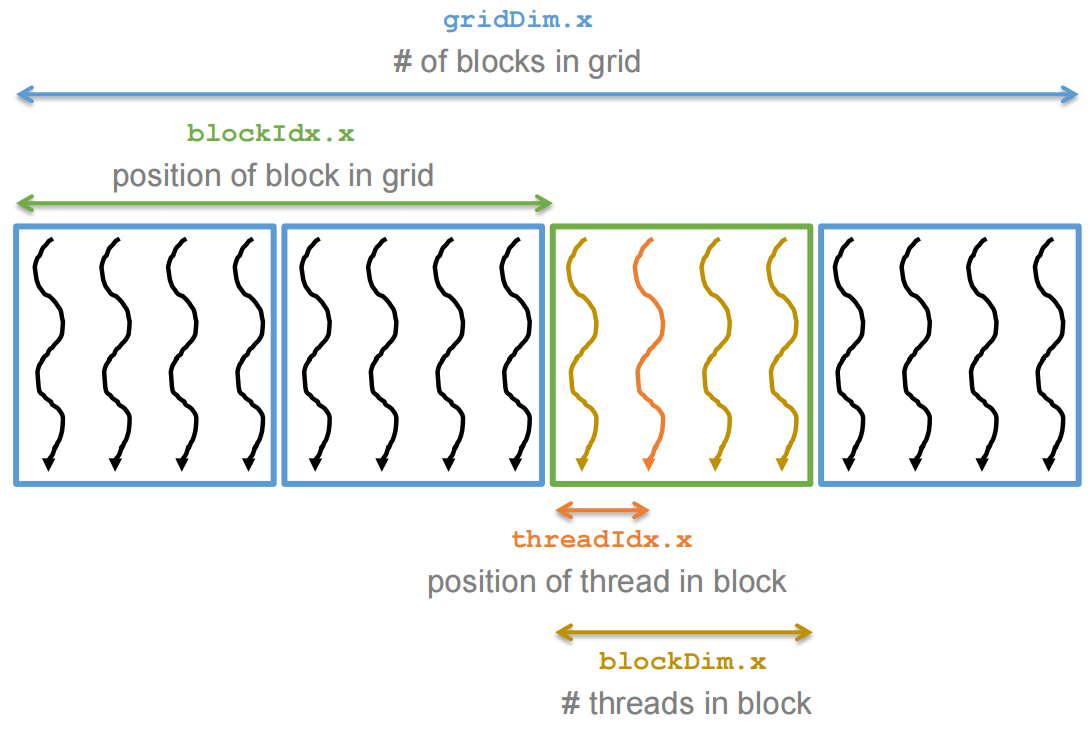 gridDim.x
# of blocks in grid
blockIdx.x
position of block in grid
threadIdx.x
position of thread in block
blockDim.x
# threads in block